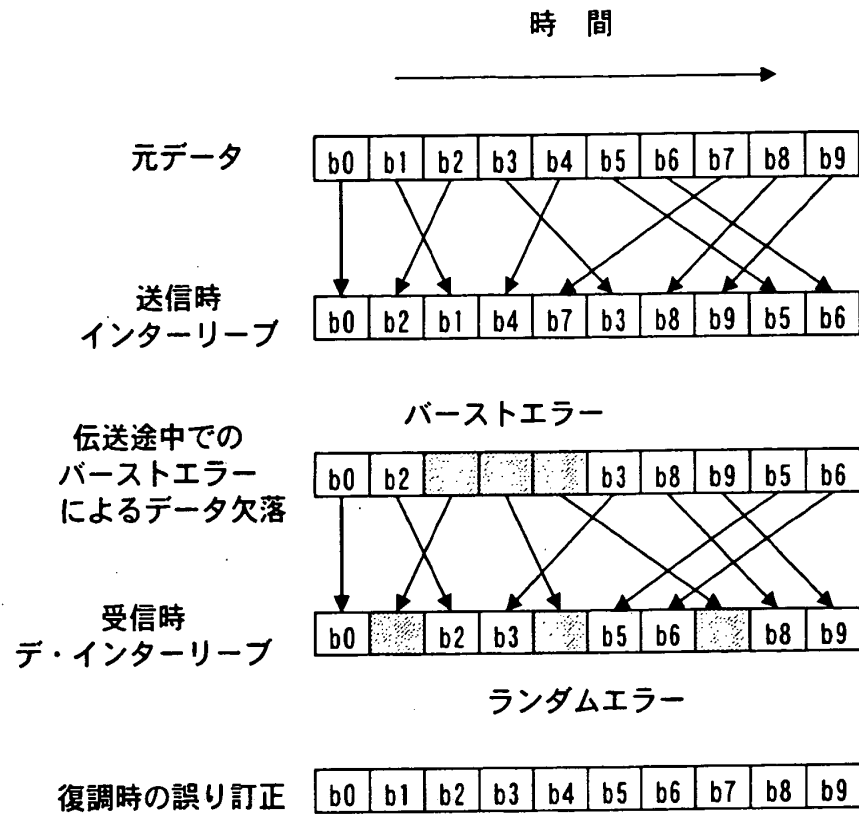 時 間
元データ
b0 b1 b2 b3 b4 b5 b6 b7 b8 b9
送信時
インターリーブ
b0 b2 b1 b4 b7 b3 b8 b9 b5 b6
バーストエラー
伝送途中での
バーストエラー
によるデータ欠落
b0 b2 b3 b8 b9 b5 b6
受信時
デ・インターリーブ
b0 b2 b3 b5 b6 b8 b9
ランダムエラー
復調時の誤り訂正
b0 b1 b2 b3 b4 b5 b6 b7 b8 b9